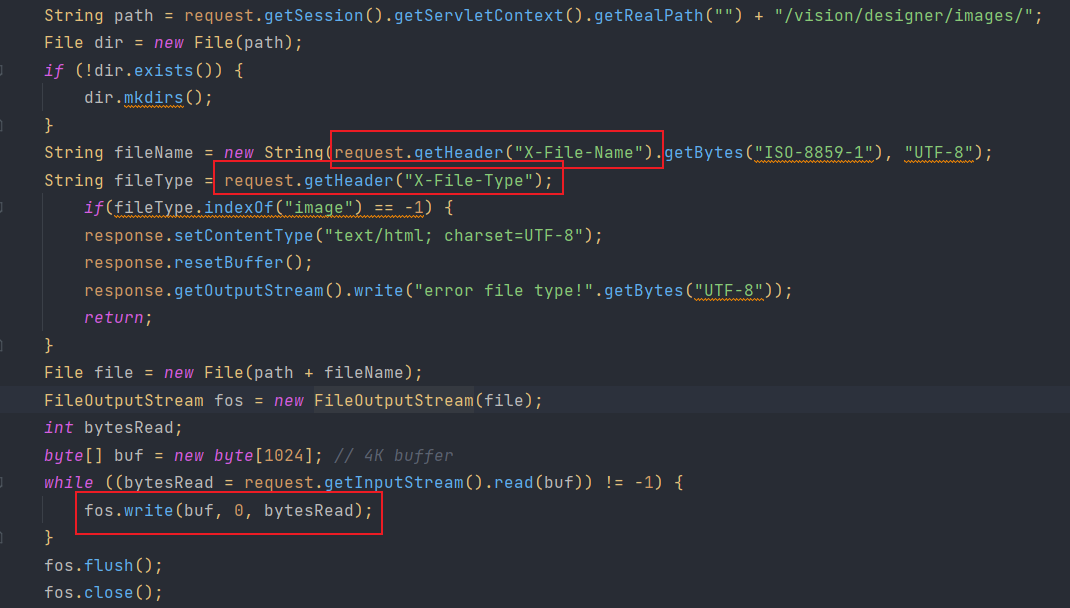 String path = request.getSession().getServletContext().getRealPath("") + "/vision/designer/images/";
File dir = new File(path);
if (!dir.exists()) {
dir.mkdirs();
}
String fileName = new String(request.getHeader("X-File-Name").getBytes("ISO-8859-1"), "UTF-8");
String fileType = request.getHeader("X-File-Type");
if(fileType.indexOf("image") == -1) {
response.setContentType("text/html; charset=UTF-8");
response.resetBuffer();
response.getOutputStream().write("error file type!".getBytes("UTF-8"));
return;
}
File file = new File(path + fileName);
FileOutputStream fos = new FileOutputStream(file);
int bytesRead;
byte[] buf = new byte[1024]; // 4K buffer
while ((bytesRead = request.getInputStream().read(buf)) != -1) {
fos.write(buf, 0, bytesRead);
}
fos.flush();
fos.close();